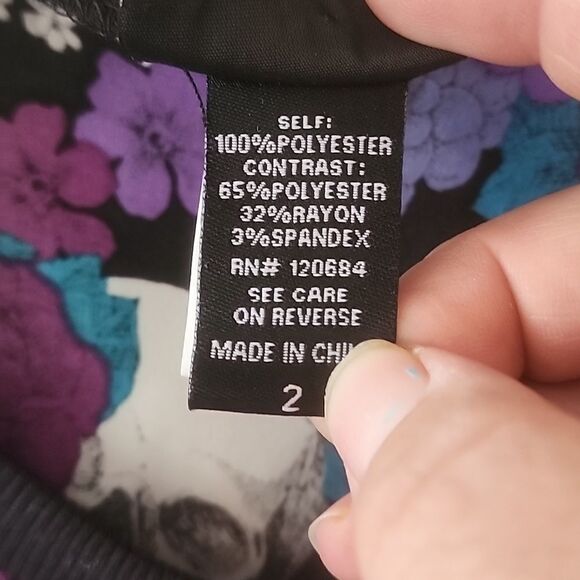 SELF:
100%POLYESTER
CONTRAST:
65%POLYESTER
32%RAYON
3%SPANDEX
RN# 120684
SEE CARE
ON REVERSE
MADE IN
2